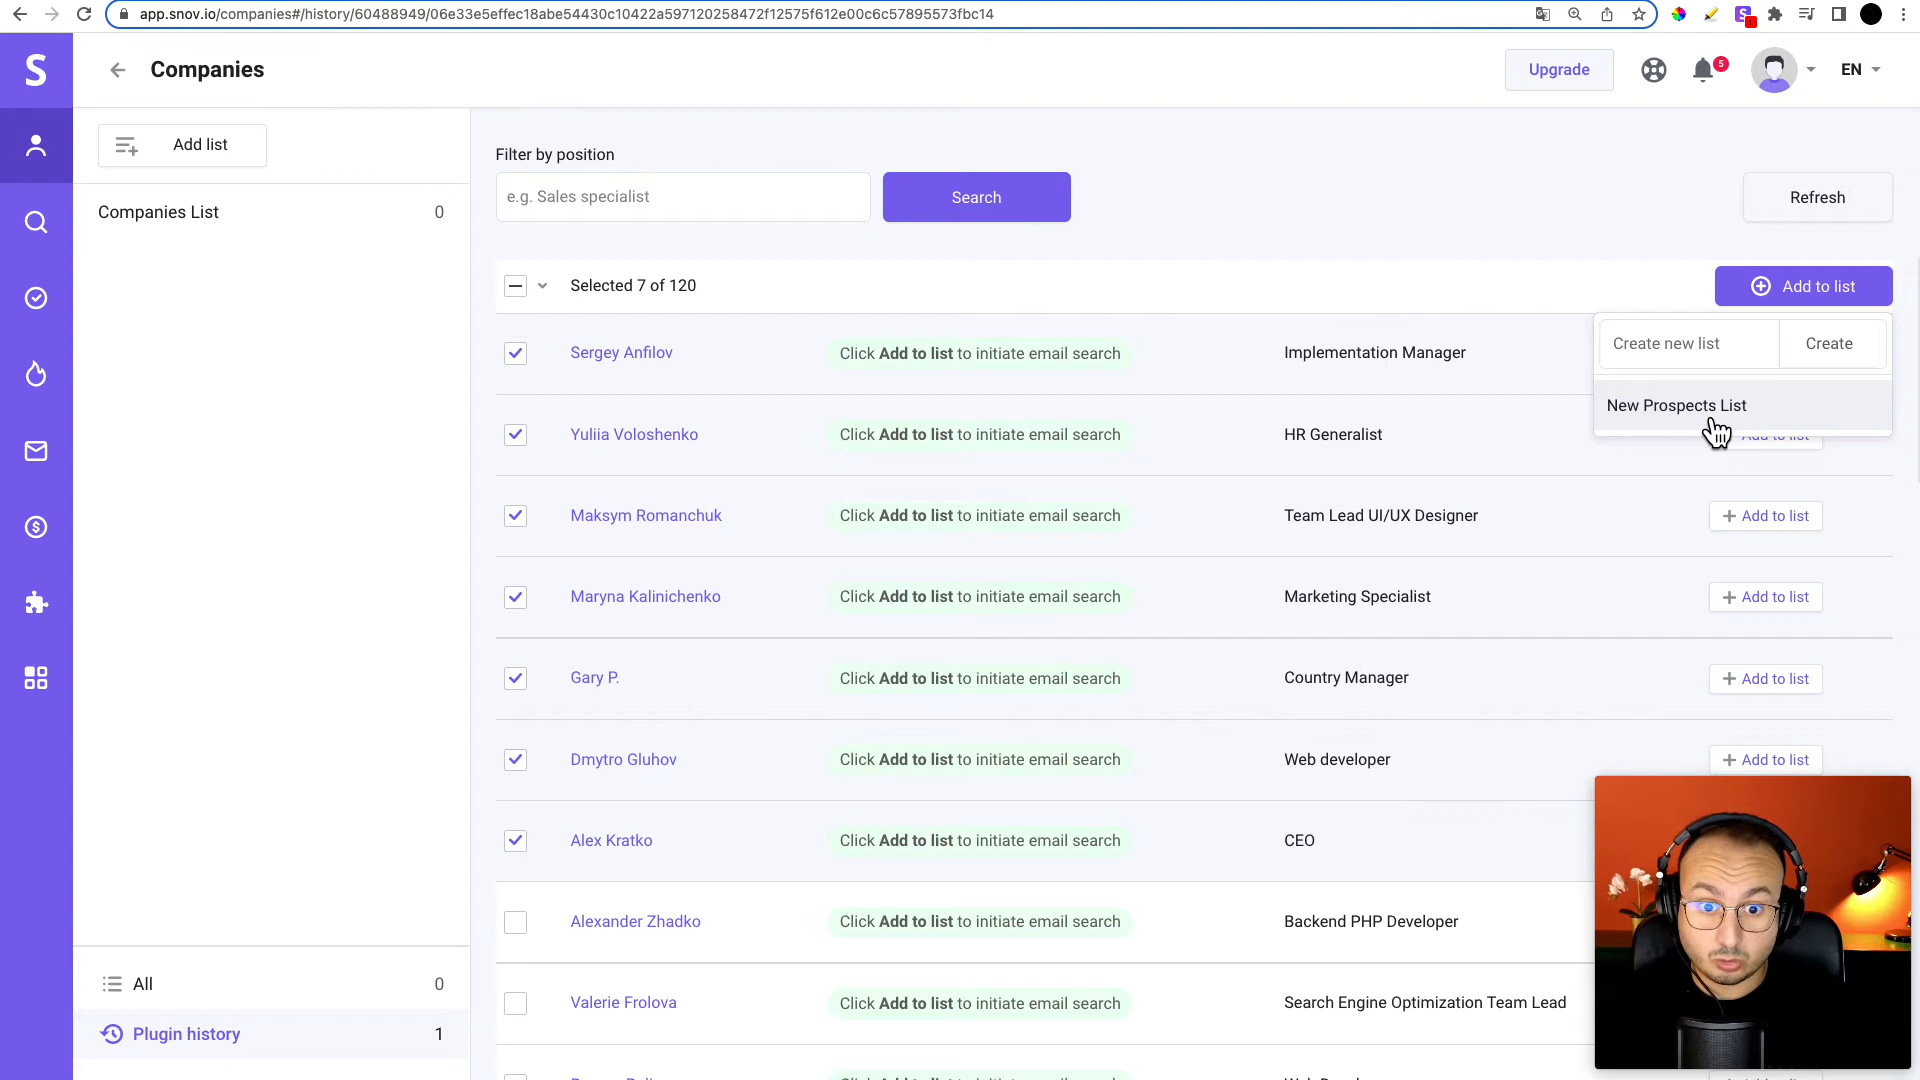 app.snov.io/companies#/history/60488949/06e33e5effec18abe54430c10422a597120258472f12575f612e00c6c57895573fbc14
S
Companies
Upgrade
5
EN
Add list
Companies List 0
Filter by position
e.g. Sales specialist
Search
Refresh
Selected 7 of 120
Add to list
Create new list
Create
New Prospects List
Sergey Anfilov Click Add to list to initiate email search Implementation Manager
Yuliia Voloshenko Click Add to list to initiate email search HR Generalist Add to list
Maksym Romanchuk Click Add to list to initiate email search Team Lead UI/UX Designer + Add to list
Maryna Kalinichenko Click Add to list to initiate email search Marketing Specialist + Add to list
Gary P. Click Add to list to initiate email search Country Manager + Add to list
Dmytro Gluhov Click Add to list to initiate email search Web developer + Add to list
Alex Kratko Click Add to list to initiate email search CEO
Alexander Zhadko Click Add to list to initiate email search Backend PHP Developer
Valerie Frolova Click Add to list to initiate email search Search Engine Optimization Team Lead
All 0
Plugin history 1